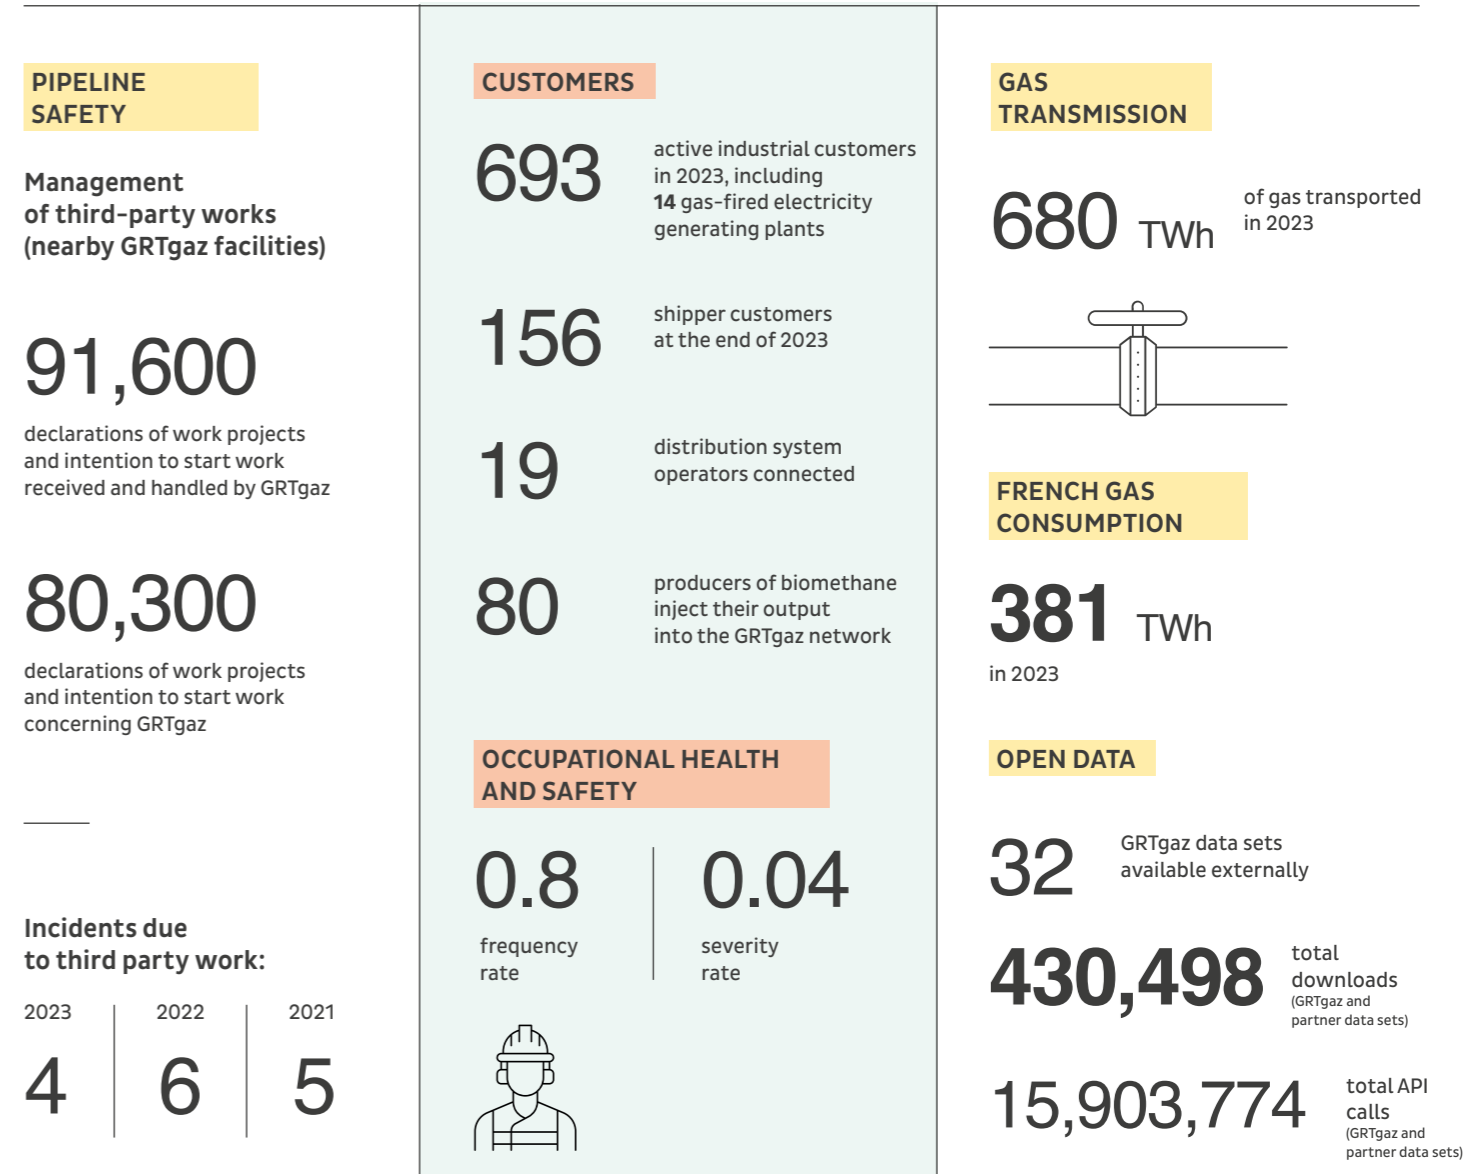 PIPELINE
SAFETY
Management
of third-party works
(nearby GRTgaz facilities)
91,600
declarations of work projects
and intention to start work
received and handled by GRTgaz
80,300
declarations of work projects
and intention to start work
concerning GRTgaz
Incidents due
to third party work:
2023 2022 2021
4 6 5
CUSTOMERS
693
active industrial customers
in 2023, including
14 gas-fired electricity
generating plants
156
shipper customers
at the end of 2023
19
distribution system
operators connected
80
producers of biomethane
inject their output
into the GRTgaz network
OCCUPATIONAL HEALTH
AND SAFETY
0.8
frequency
rate
0.04
severity
rate
GAS
TRANSMISSION
680 TWh
of gas transported
in 2023
FRENCH GAS
CONSUMPTION
381 TWh
in 2023
OPEN DATA
32
GRTgaz data sets
available externally
430,498
total
downloads
(GRTgaz and
partner data sets)
15,903,774
total API
calls
(GRTgaz and
partner data sets)